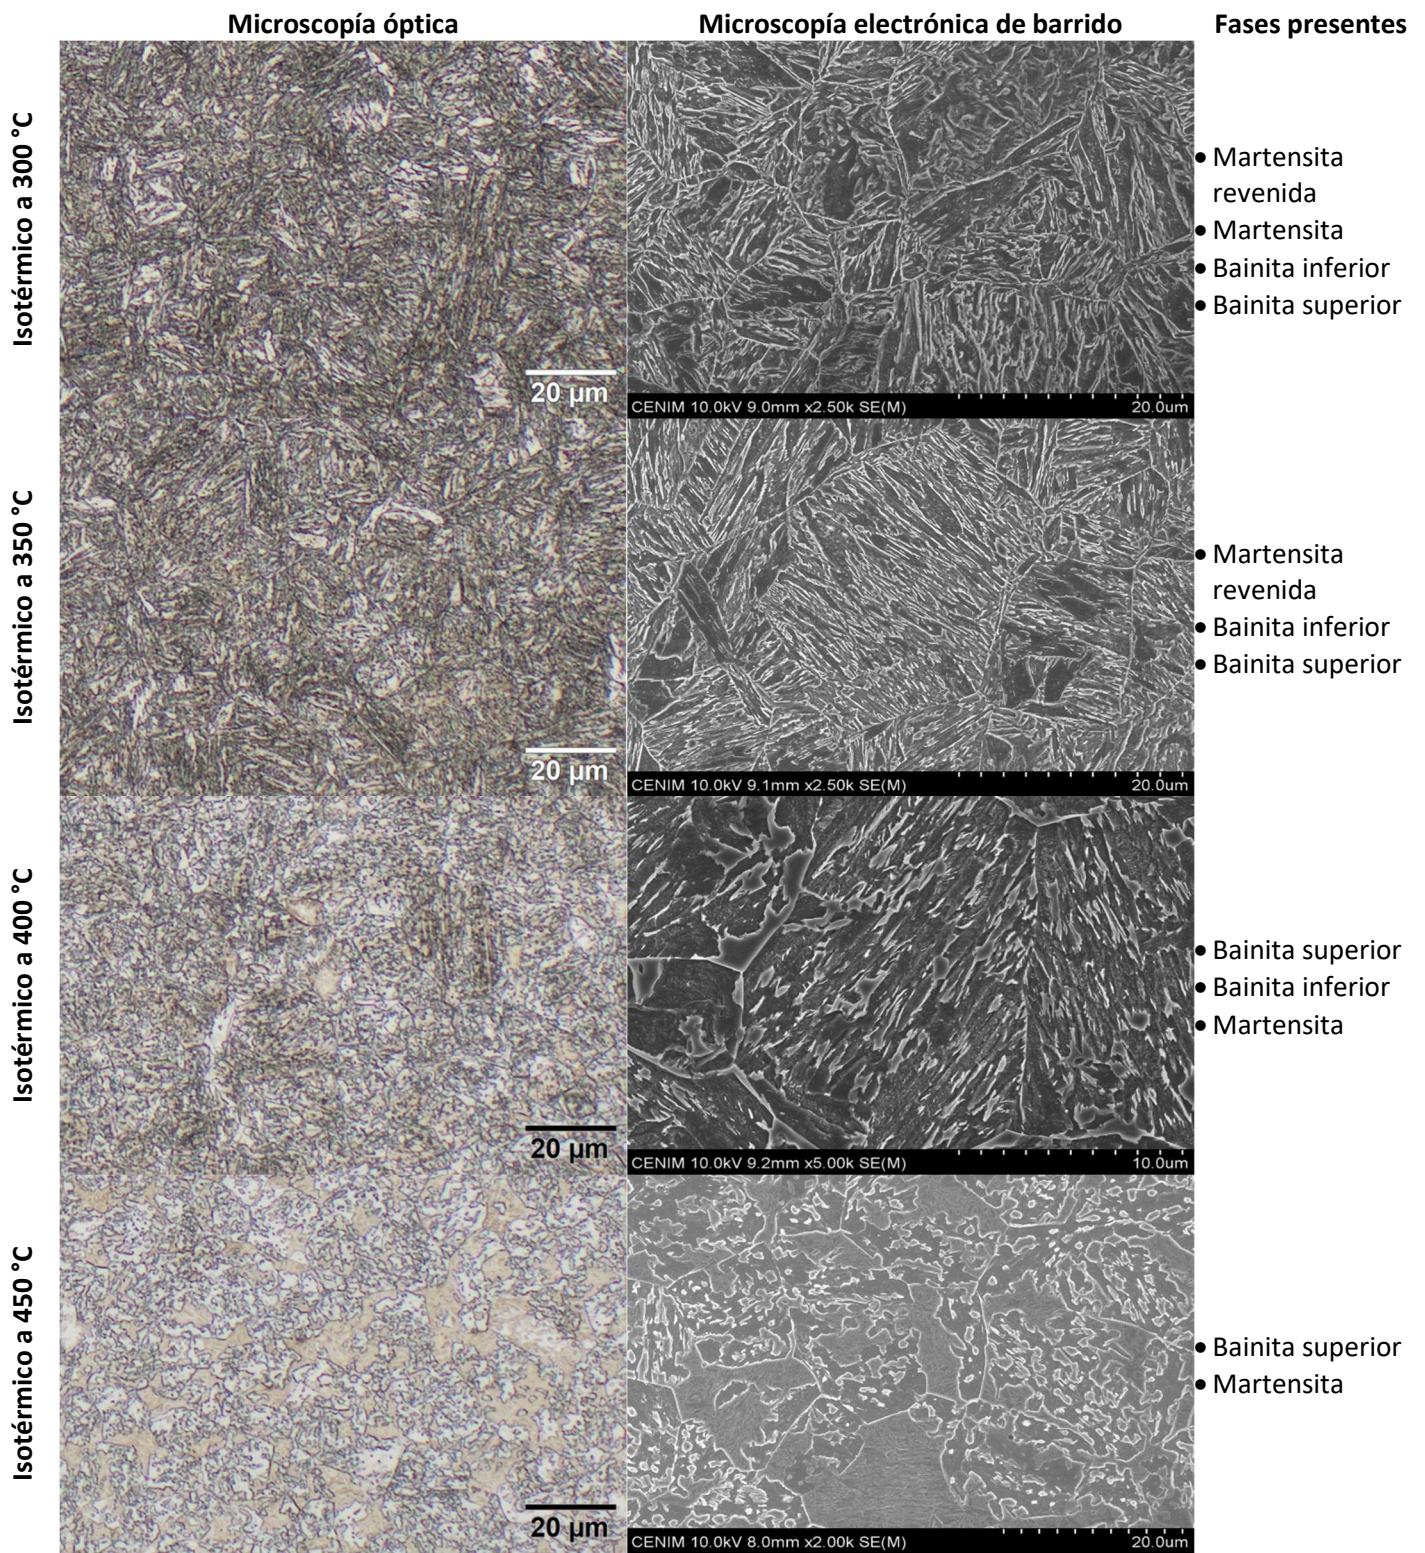 Microscopía óptica
Microscopía electrónica de barrido
Fases presentes
Isotérmico a 300 °C
20 µm
CENIM 10.0kV 9.0mm x2.50k SE(M)
20.0um
• Martensita
revenida
• Martensita
• Bainita inferior
• Bainita superior
Isotérmico a 350 °C
20 µm
CENIM 10.0kV 9.1mm x2.50k SE(M)
20.0um
• Martensita
revenida
• Bainita inferior
• Bainita superior
Isotérmico a 400 °C
20 µm
CENIM 10.0kV 9.2mm x5.00k SE(M)
10.0um
• Bainita superior
• Bainita inferior
• Martensita
Isotérmico a 450 °C
20 µm
CENIM 10.0kV 8.0mm x2.00k SE(M)
20.0um
• Bainita superior
• Martensita